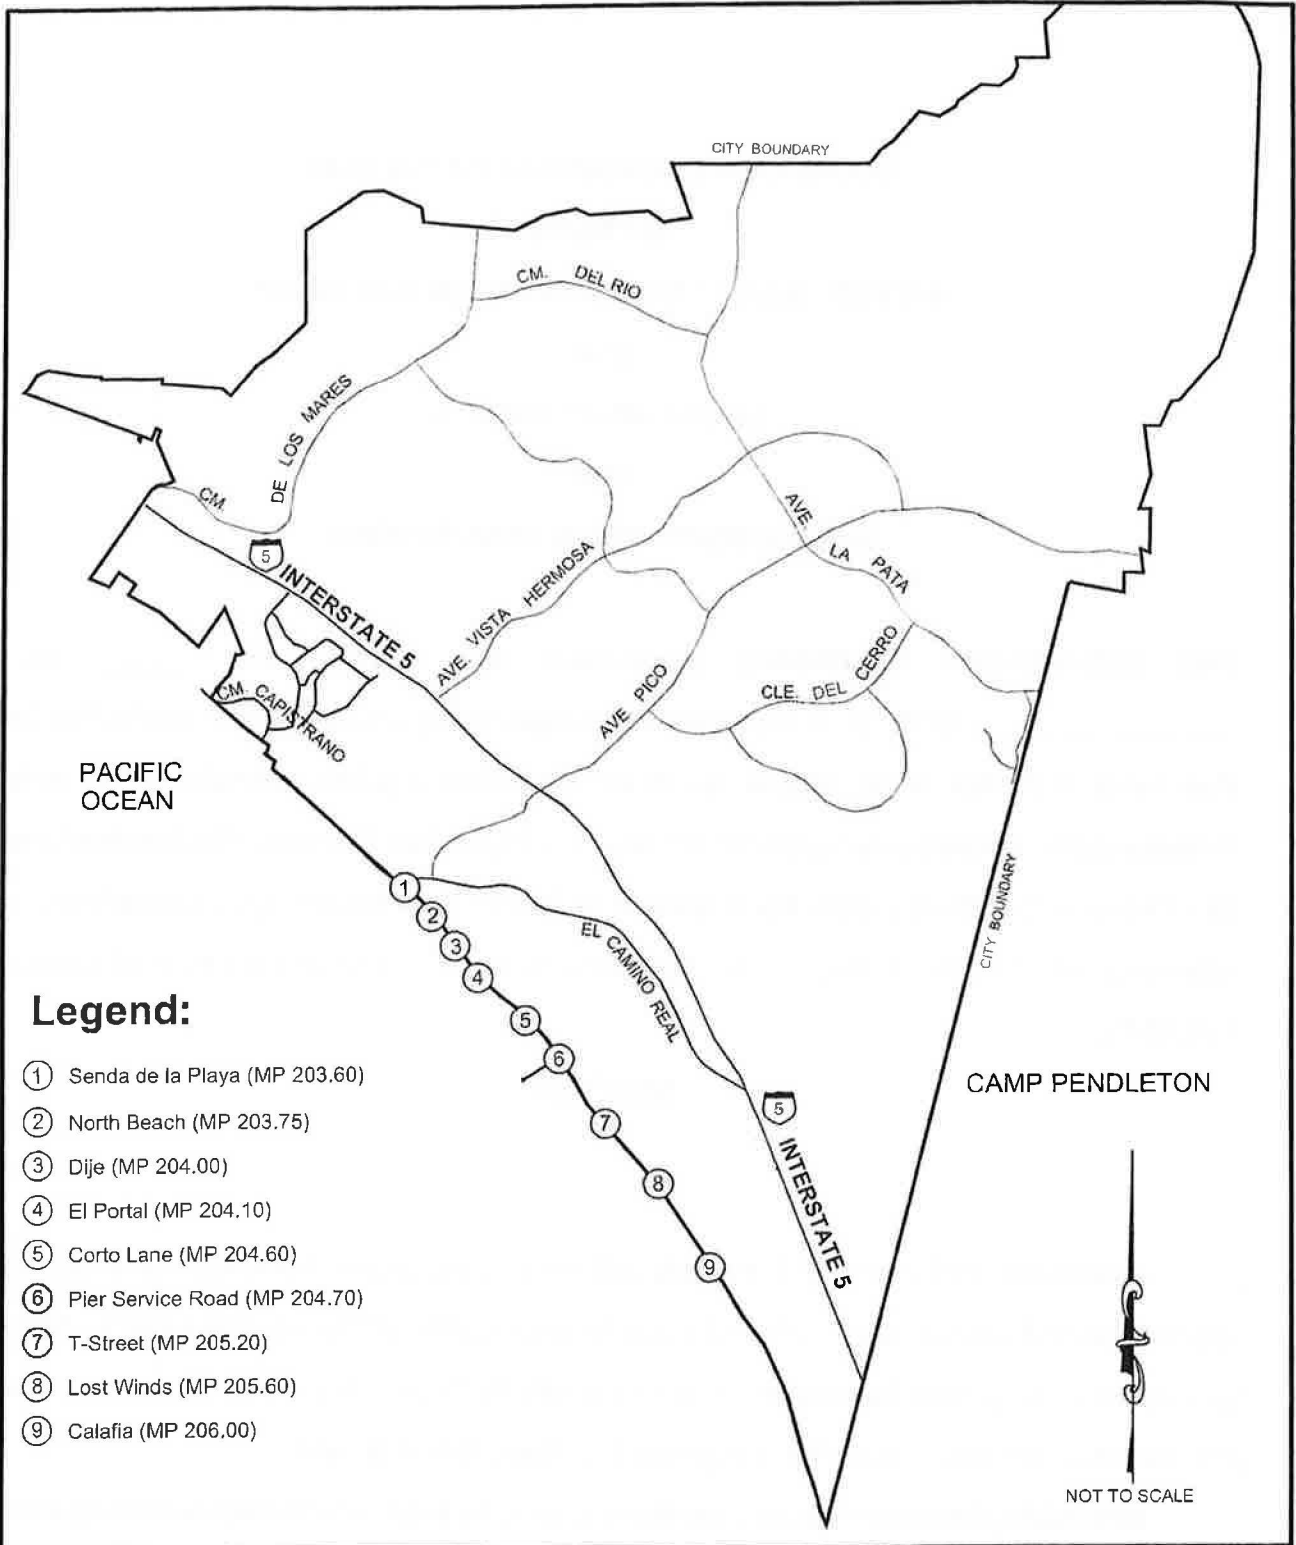 CITY BOUNDARY
CM. DEL RIO
CM. DE LOS MARES
5
INTERSTATE 5
AVE. VISTA HERMOSA
AVE. LA PATA
AVE PICO
CLE. DEL CERRO
CM. CAPISTRANO
PACIFIC
OCEAN
CITY BOUNDARY
EL CAMINO REAL
1
2
3
4
5
6
7
8
9
5
INTERSTATE 5
CAMP PENDLETON
Legend:
1 Senda de la Playa (MP 203.60)
2 North Beach (MP 203.75)
3 Dije (MP 204.00)
4 El Portal (MP 204.10)
5 Corto Lane (MP 204.60)
6 Pier Service Road (MP 204.70)
7 T-Street (MP 205.20)
8 Lost Winds (MP 205.60)
9 Calafia (MP 206.00)
NOT TO SCALE